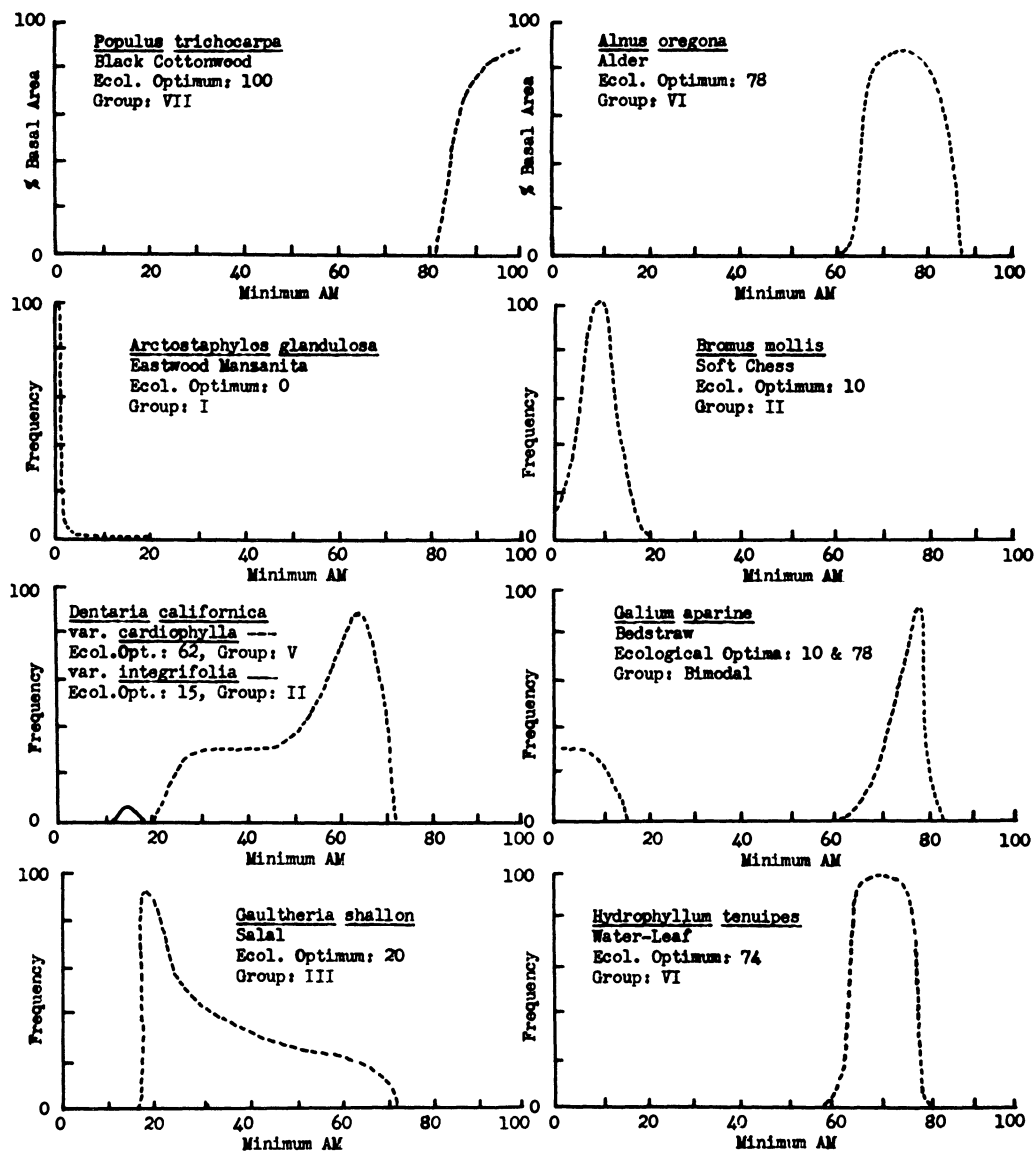 100
% Basal Area
Populus trichocarpa
Black Cottonwood
Ecol. Optimum: 100
Group: VII
0
0 20 40 60 80 100
Minimum AM
100
% Basal Area
Alnus oregona
Alder
Ecol. Optimum: 78
Group: VI
0
0 20 40 60 80 100
Minimum AM
100
Frequency
Arctostaphylos glandulosa
Eastwood Manzanita
Ecol. Optimum: 0
Group: I
0
0 20 40 60 80 100
Minimum AM
100
Frequency
Bromus mollis
Soft Chess
Ecol. Optimum: 10
Group: II
0
0 20 40 60 80 100
Minimum AM
100
Frequency
Dentaria californica
var. cardiophylla ---
Ecol.Opt.: 62, Group: V
var. integrifolia —
Ecol.Opt.: 15, Group: II
0
0 20 40 60 80 100
Minimum AM
100
Frequency
Galium aparine
Bedstraw
Ecological Optima: 10 & 78
Group: Bimodal
0
0 20 40 60 80 100
Minimum AM
100
Frequency
Gaultheria shallon
Salal
Ecol. Optimum: 20
Group: III
0
0 20 40 60 80 100
Minimum AM
100
Frequency
Hydrophyllum tenuipes
Water-Leaf
Ecol. Optimum: 74
Group: VI
0
0 20 40 60 80 100
Minimum AM